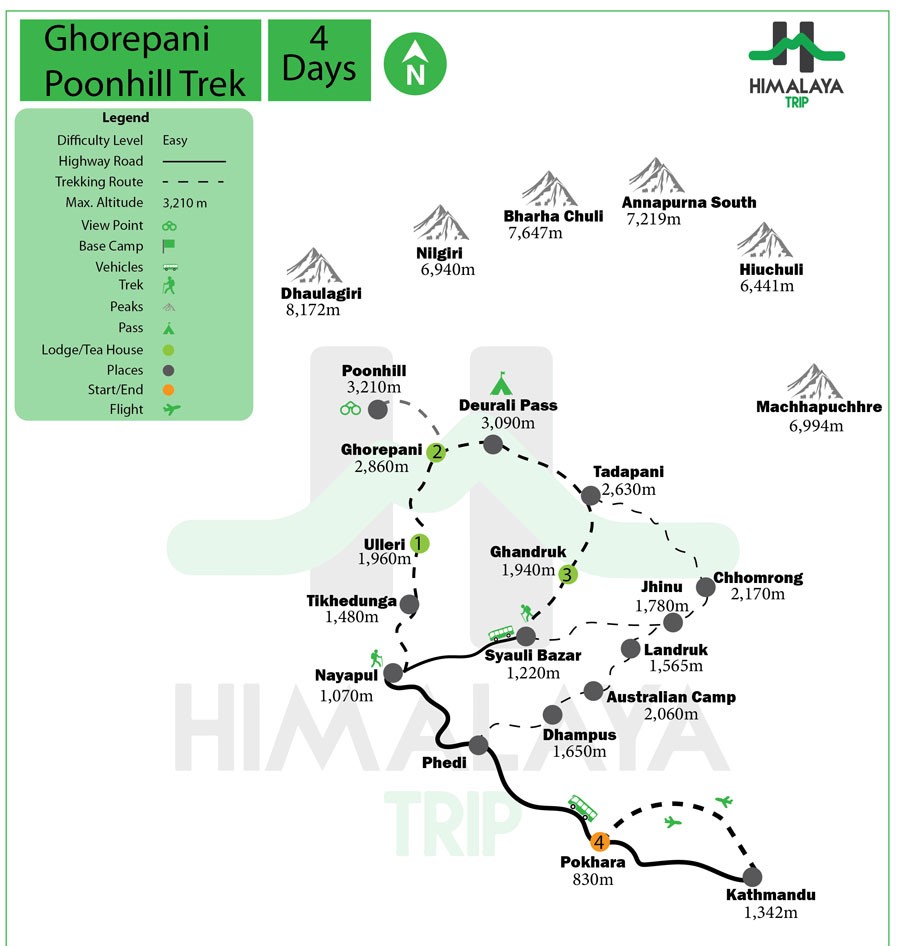 Ghorepani
Poonhill Trek
4
Days
N
HIMALAYA
TRIP
Legend
Difficulty Level Easy
Highway Road
Trekking Route
Max. Altitude 3,210 m
View Point
Base Camp
Vehicles
Trek
Peaks
Pass
Lodge/Tea House
Places
Start/End
Flight
Dhaulagiri
8,172m
Nilgiri
6,940m
Bharha Chuli
7,647m
Annapurna South
7,219m
Hiuchuli
6,441m
Machhapuchhre
6,994m
Poonhill
3,210m
Deurali Pass
3,090m
Ghorepani 2
2,860m
Tadapani
2,630m
Ulleri 1
1,960m
Ghandruk
1,940m 3
Chhomrong
2,170m
Jhinu
1,780m
Tikhedunga
1,480m
Syauli Bazar
1,220m
Landruk
1,565m
Nayapul
1,070m
Australian Camp
2,060m
Dhampus
1,650m
Phedi
HIMALAYA
TRIP
4
Pokhara
830m
Kathmandu
1,342m